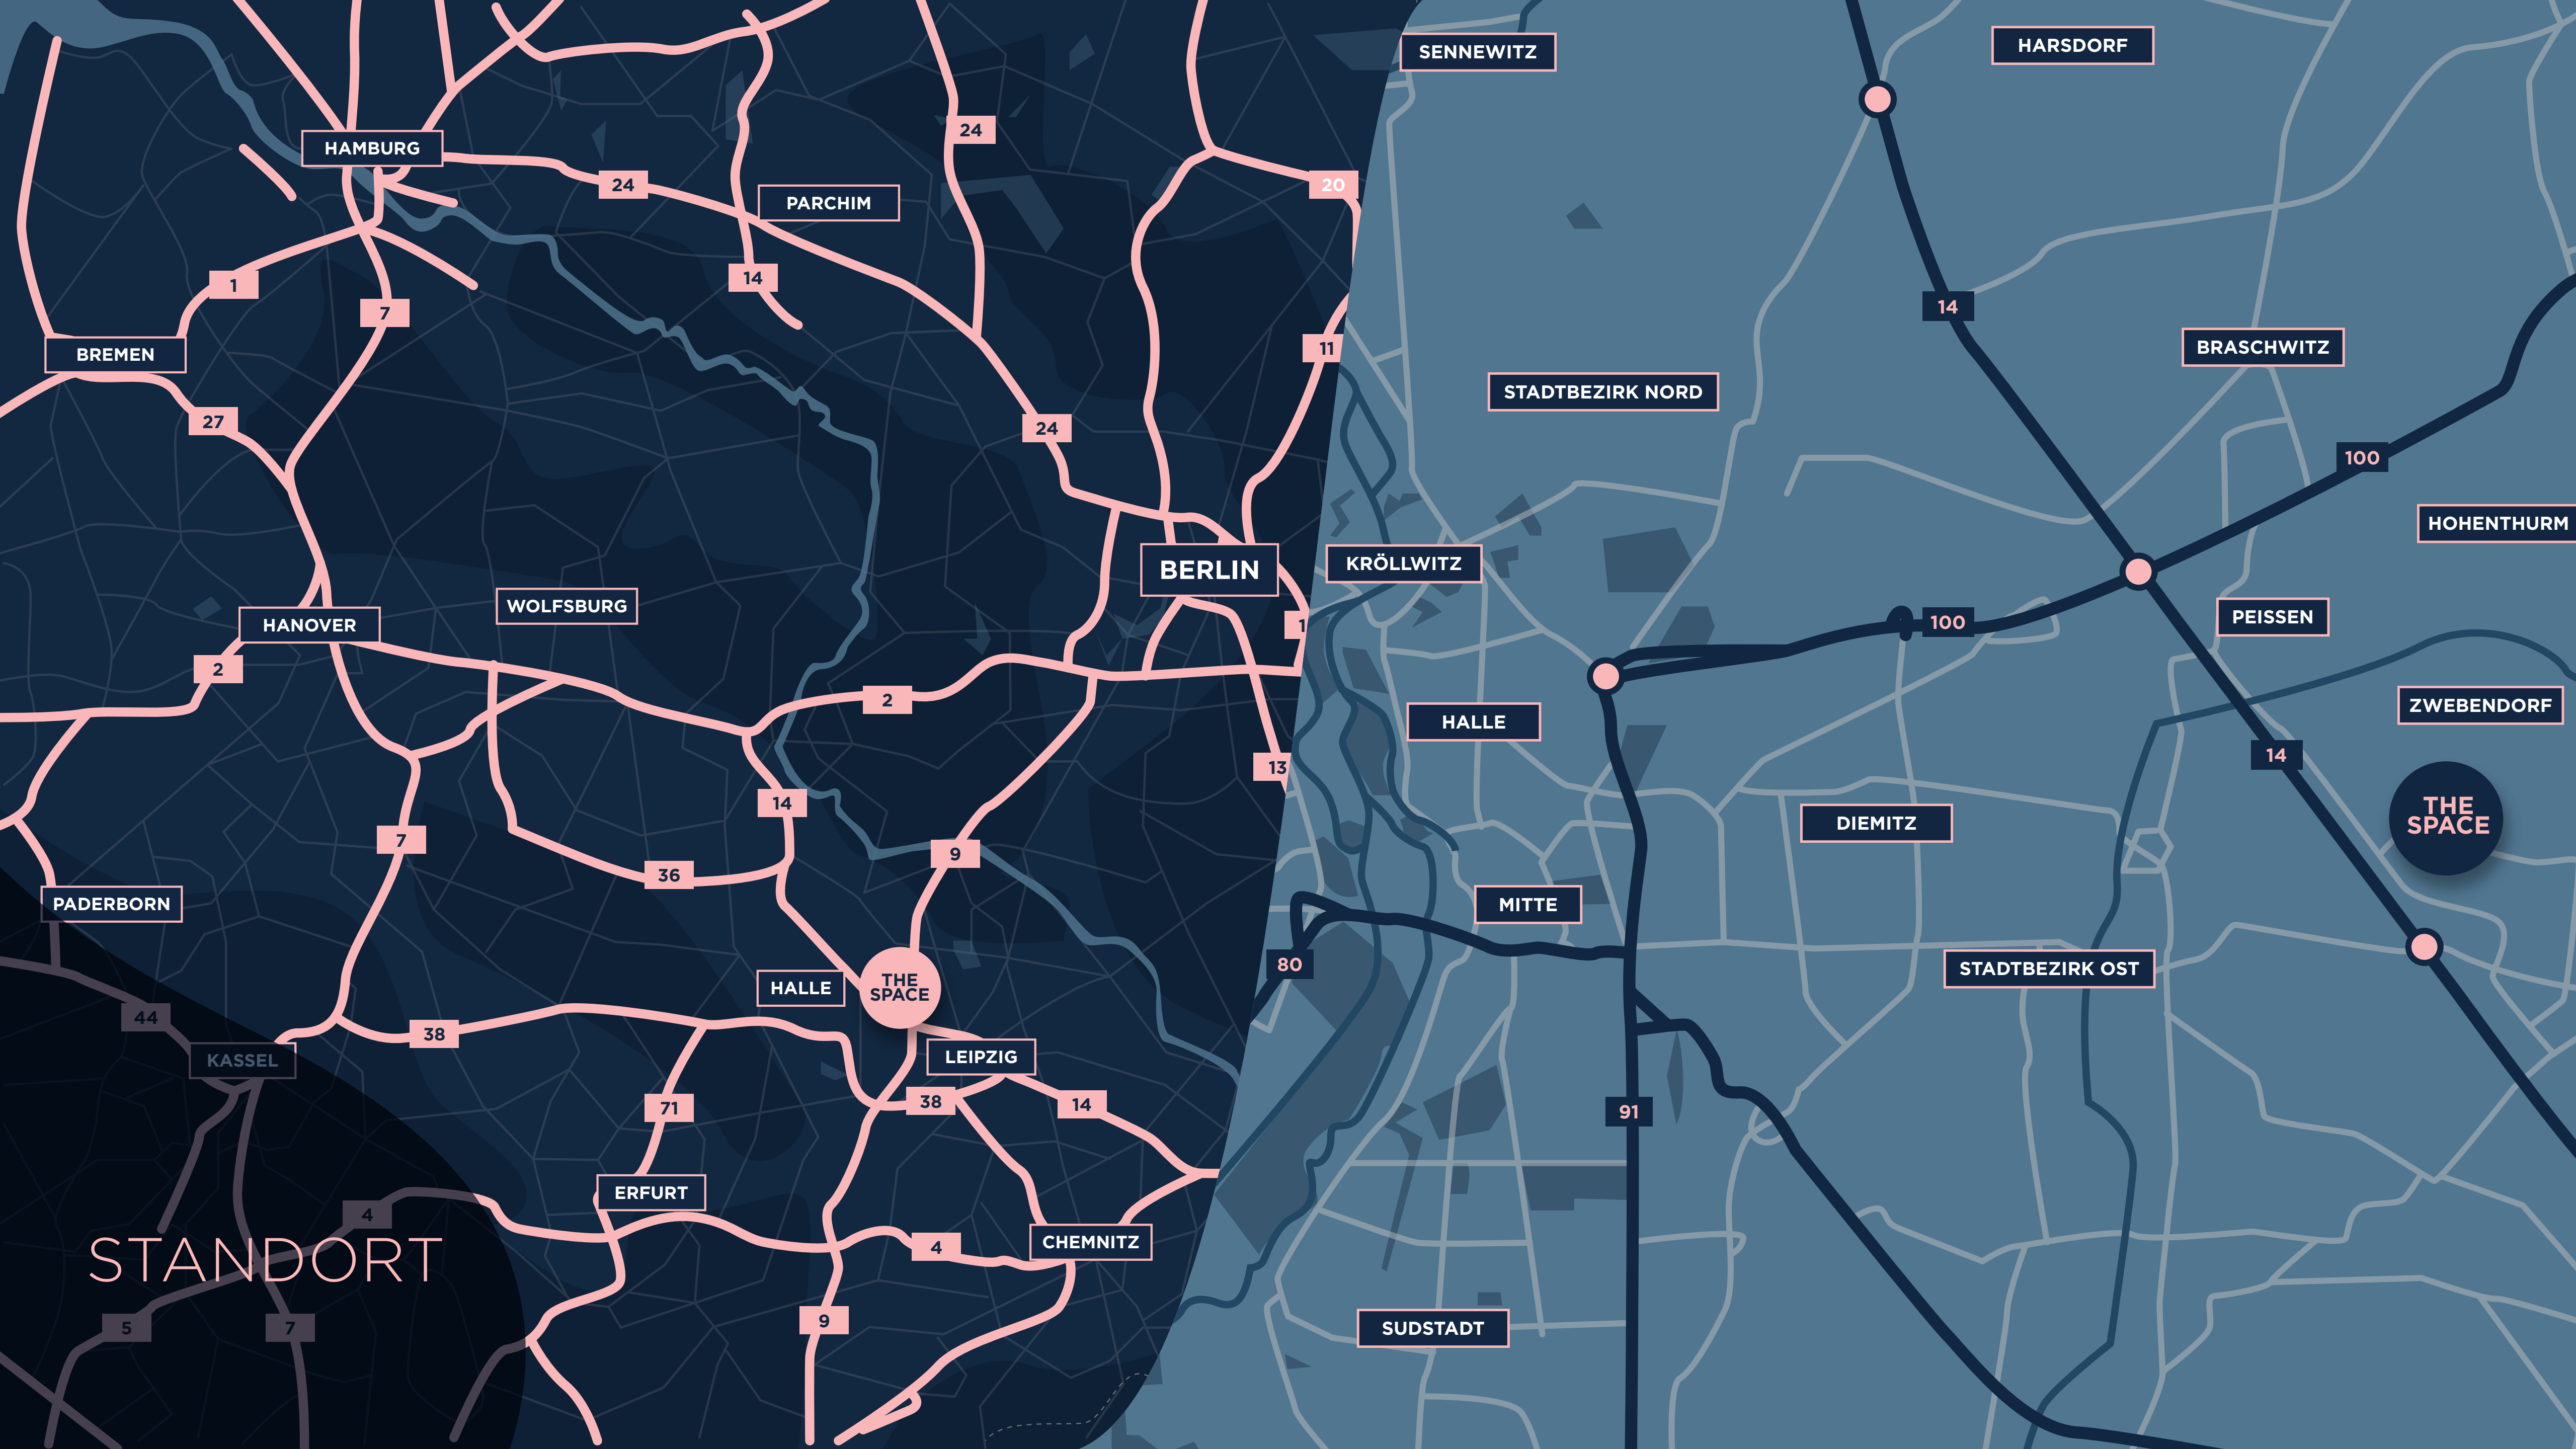 SENNEWITZ
HARSDORF
24
HAMBURG
24
20
PARCHIM
14
1
7
14
11
BRASCHWITZ
BREMEN
STADTBEZIRK NORD
27
24
100
HOHENTHURM
KRÖLLWITZ
BERLIN
WOLFSBURG
HANOVER
1
100
PEISSEN
2
2
HALLE
ZWEBENDORF
14
13
14
THE
SPACE
DIEMITZ
7
9
36
PADERBORN
MITTE
80
STADTBEZIRK OST
HALLE
THE
SPACE
44
38
KASSEL
LEIPZIG
38
14
71
91
ERFURT
4
CHEMNITZ
4
STANDORT
9
5
7
SUDSTADT